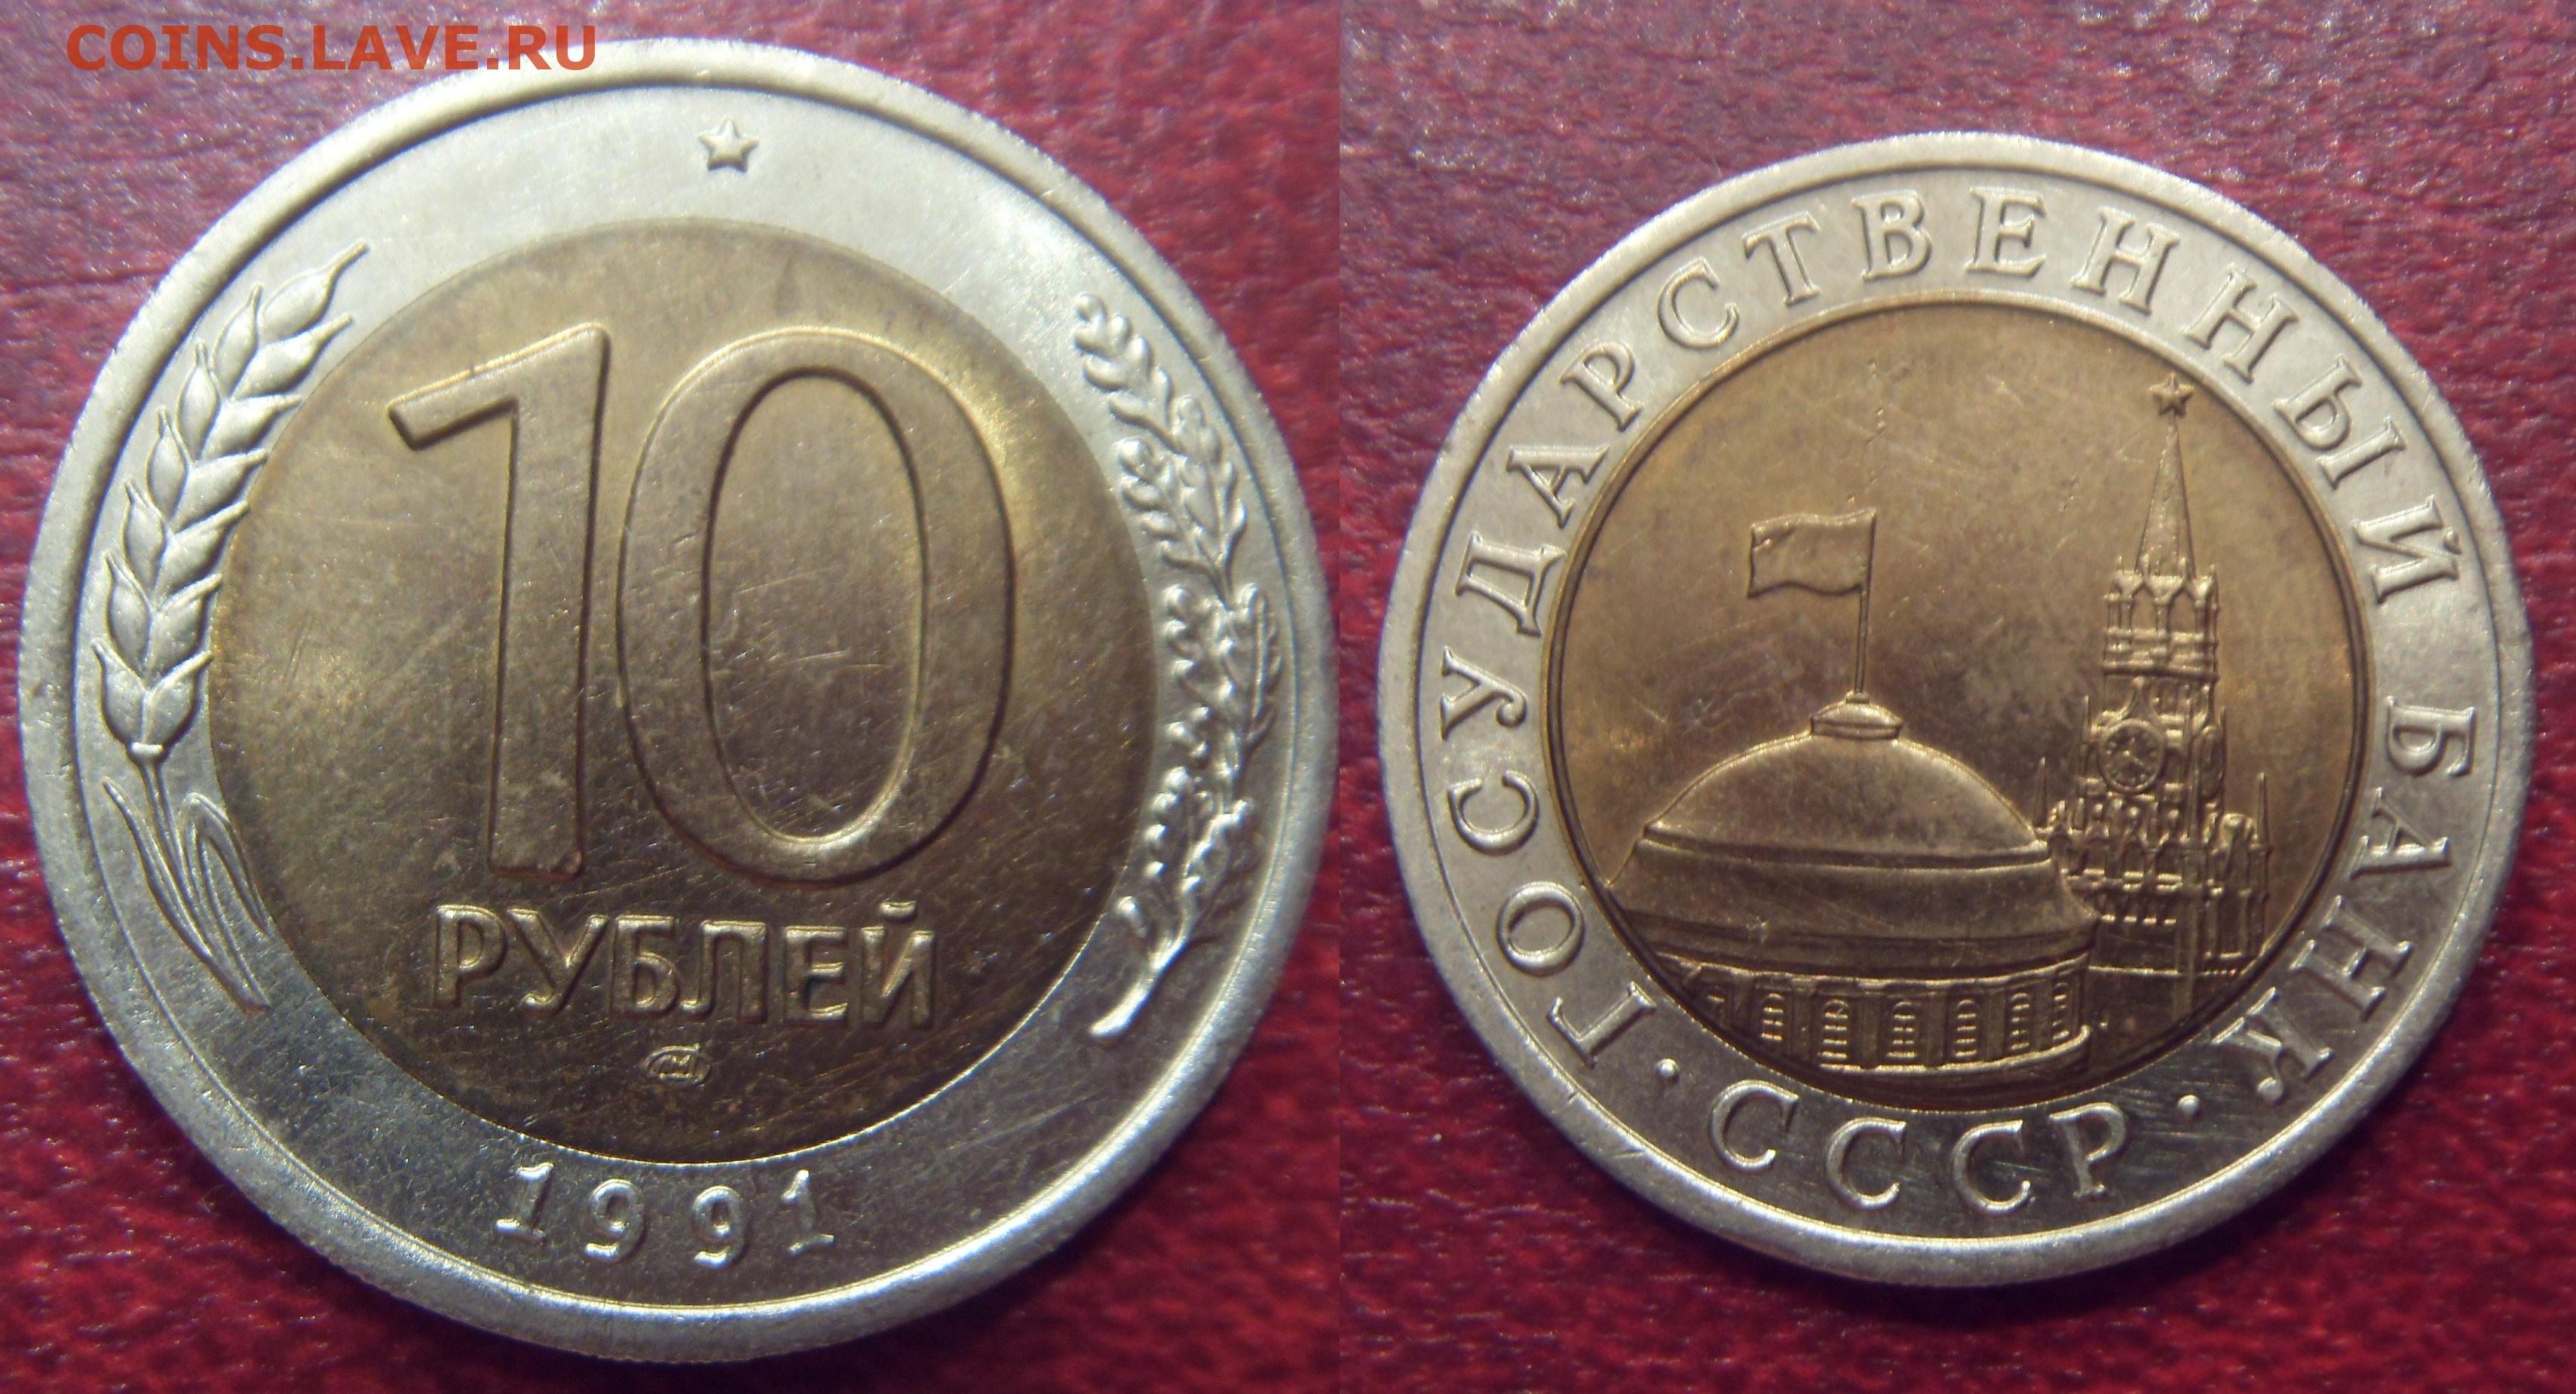 COINS.LAVE.RU
10
РУБЛЕЙ
1991
ГОСУДАРСТВЕННЫЙ БАНК
· СССР ·